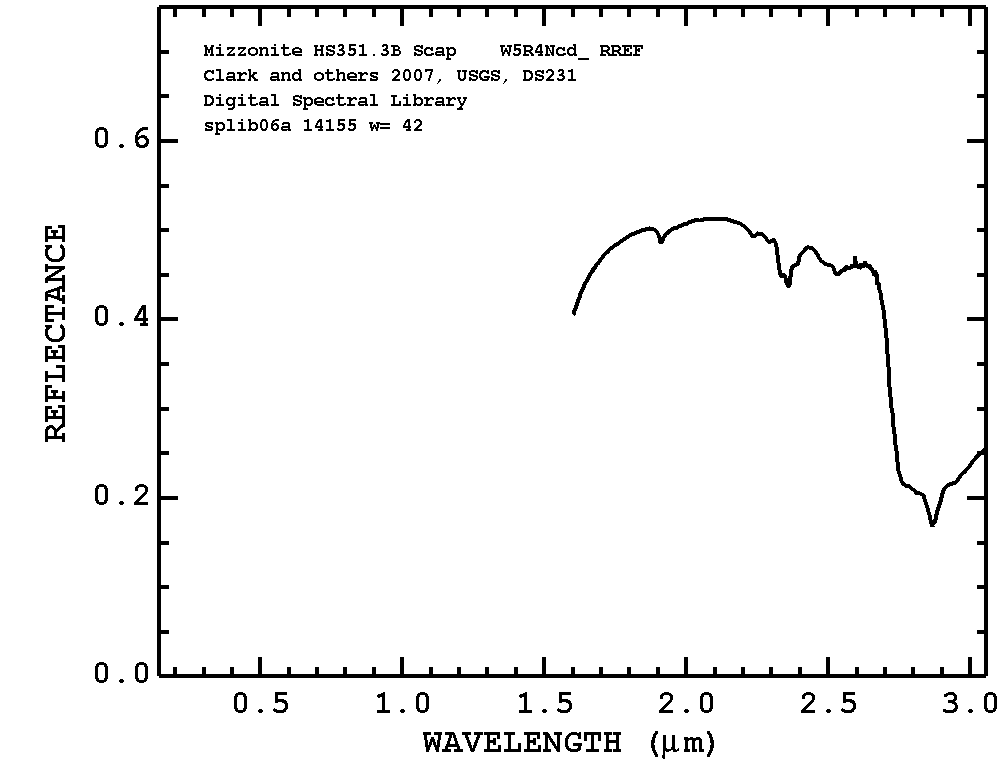 Mizzonite HS351.3B Scap W5R4Ncd_ RREF
Clark and others 2007, USGS, DS231
Digital Spectral Library
splib06a 14155 w= 42
REFLECTANCE
0.6
0.4
0.2
0.0
0.5 1.0 1.5 2.0 2.5 3.0
WAVELENGTH (μm)